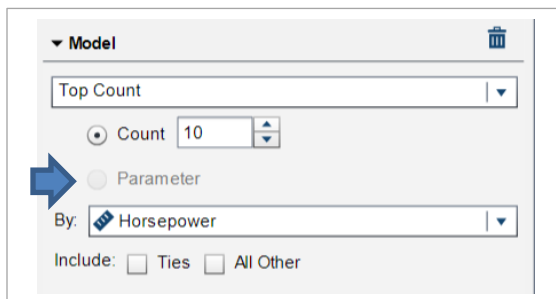 Model
Top Count
Count 10
Parameter
By: Horsepower
Include: Ties All Other